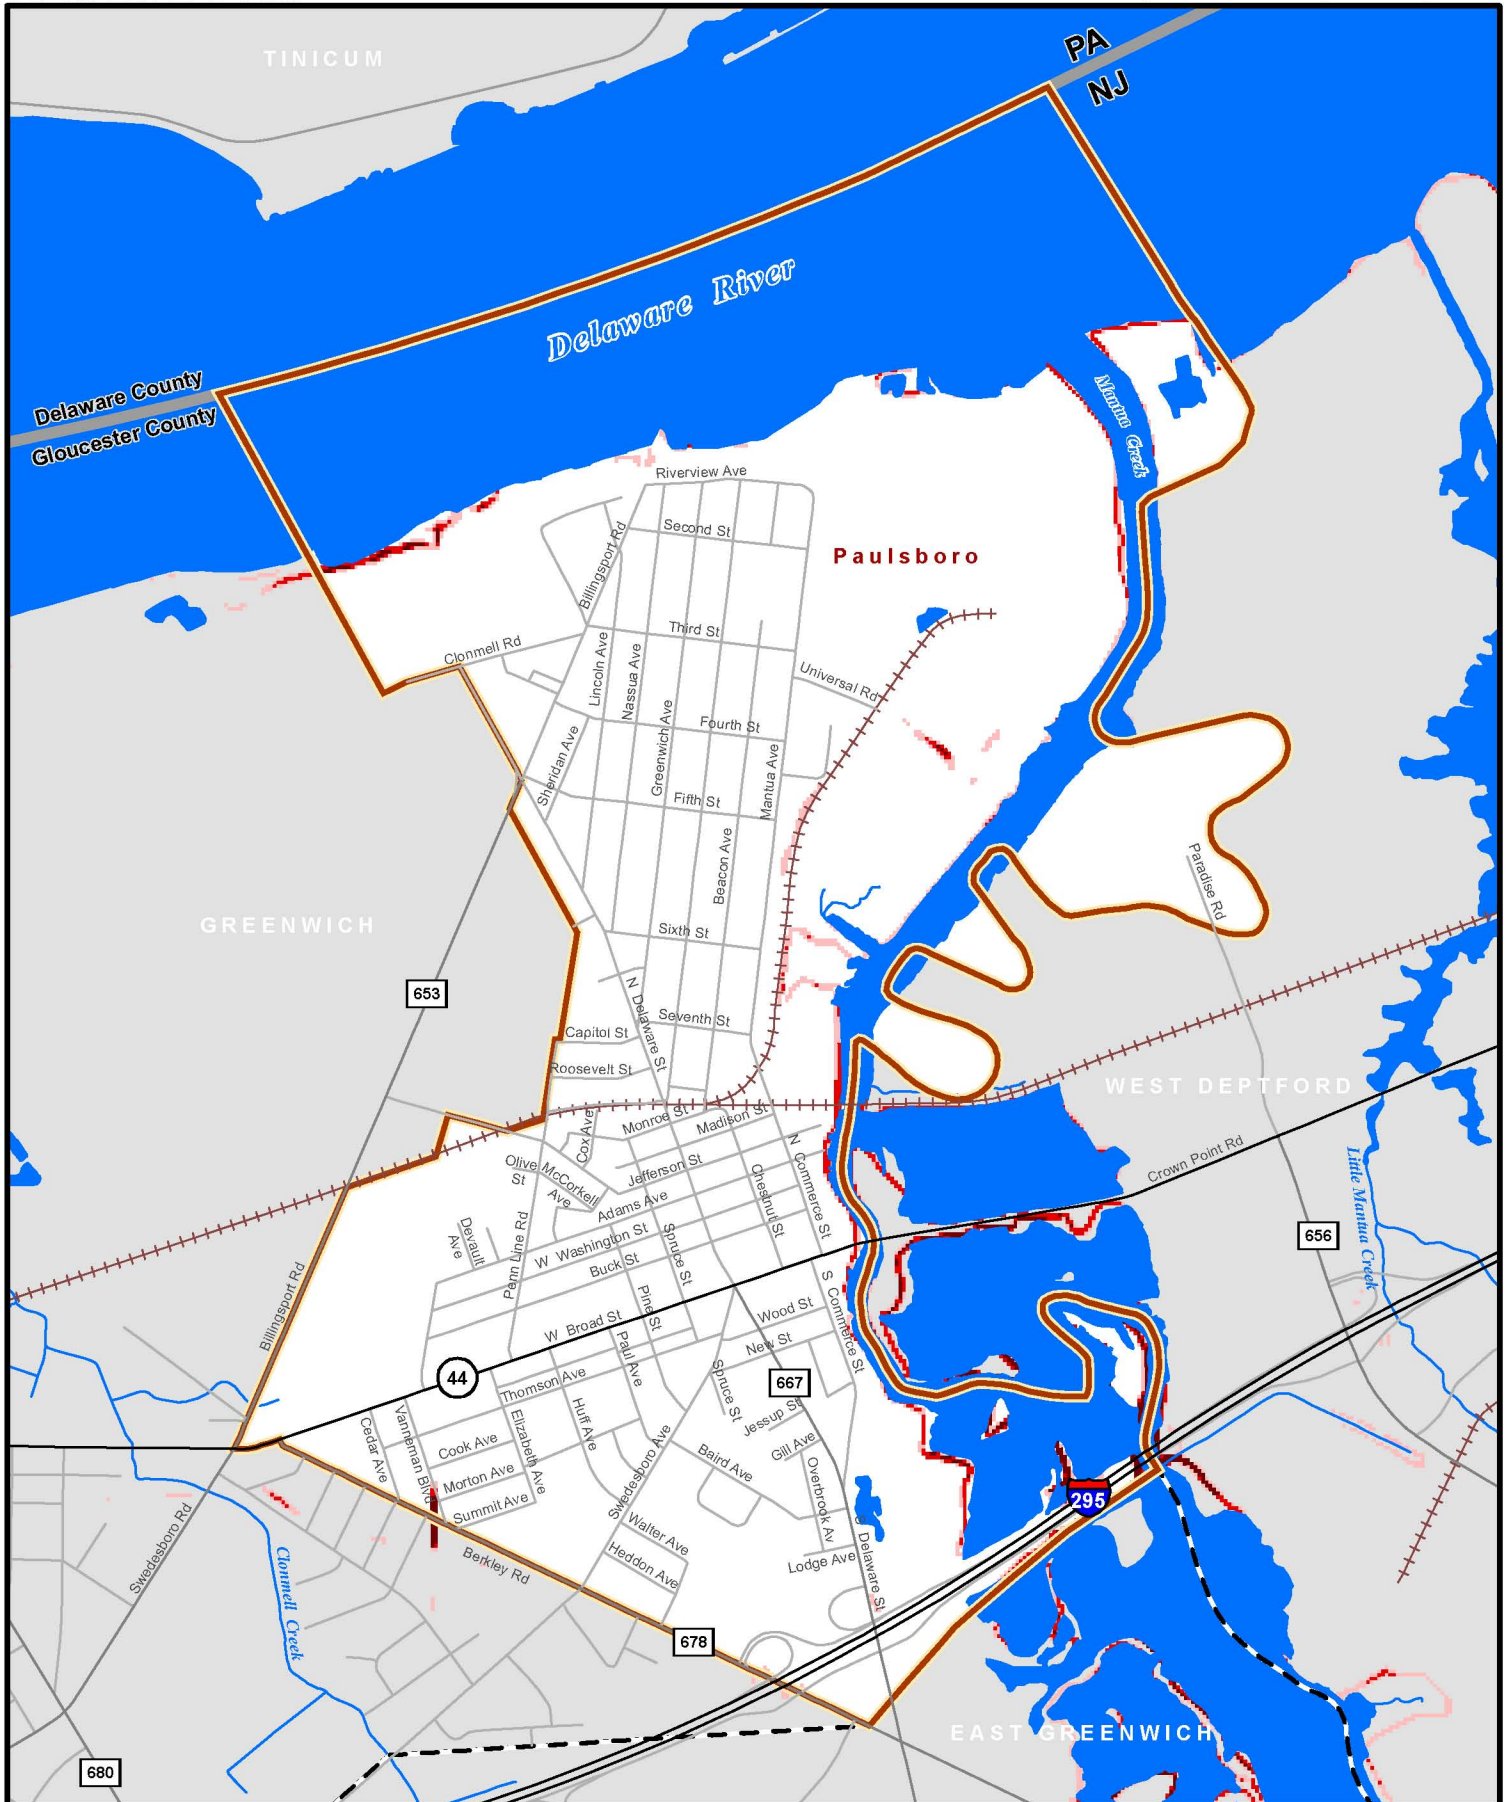 TINICUM
PA
NJ
Delaware River
Delaware County
Gloucester County
Mantua Creek
Riverview Ave
Second St
Billingsport Rd
Paulsboro
Third St
Clonmell Rd
Lincoln Ave
Nassua Ave
Universal Rd
Greenwich Ave
Fourth St
Sheridan Ave
Mantua Ave
Fifth St
Beacon Ave
Paradise Rd
GREENWICH
Sixth St
653
N Delaware St
Seventh St
Capitol St
Roosevelt St
WEST DEPTFORD
Monroe St
Madison St
Cox Ave
N Commerce St
Crown Point Rd
Olive St
McCorkell Ave
Jefferson St
Chestnut St
Adams Ave
Little Mantua Creek
Devault Ave
Penn Line Rd
W Washington St
Spruce St
656
Buck St
Billingsport Rd
Pine St
S Commerce St
Wood St
W Broad St
New St
Paul Ave
44
Thomson Ave
Spruce St
667
Huff Ave
Jessup St
Cedar Ave
Vanneman Blvd
Elizabeth Ave
Cook Ave
Gill Ave
Baird Ave
Swedesboro Ave
Morton Ave
Overbrook Av
295
Summit Ave
Swedesboro Rd
Walter Ave
S Delaware St
Clonmell Creek
Berkley Rd
Heddon Ave
Lodge Ave
678
EAST GREENWICH
680